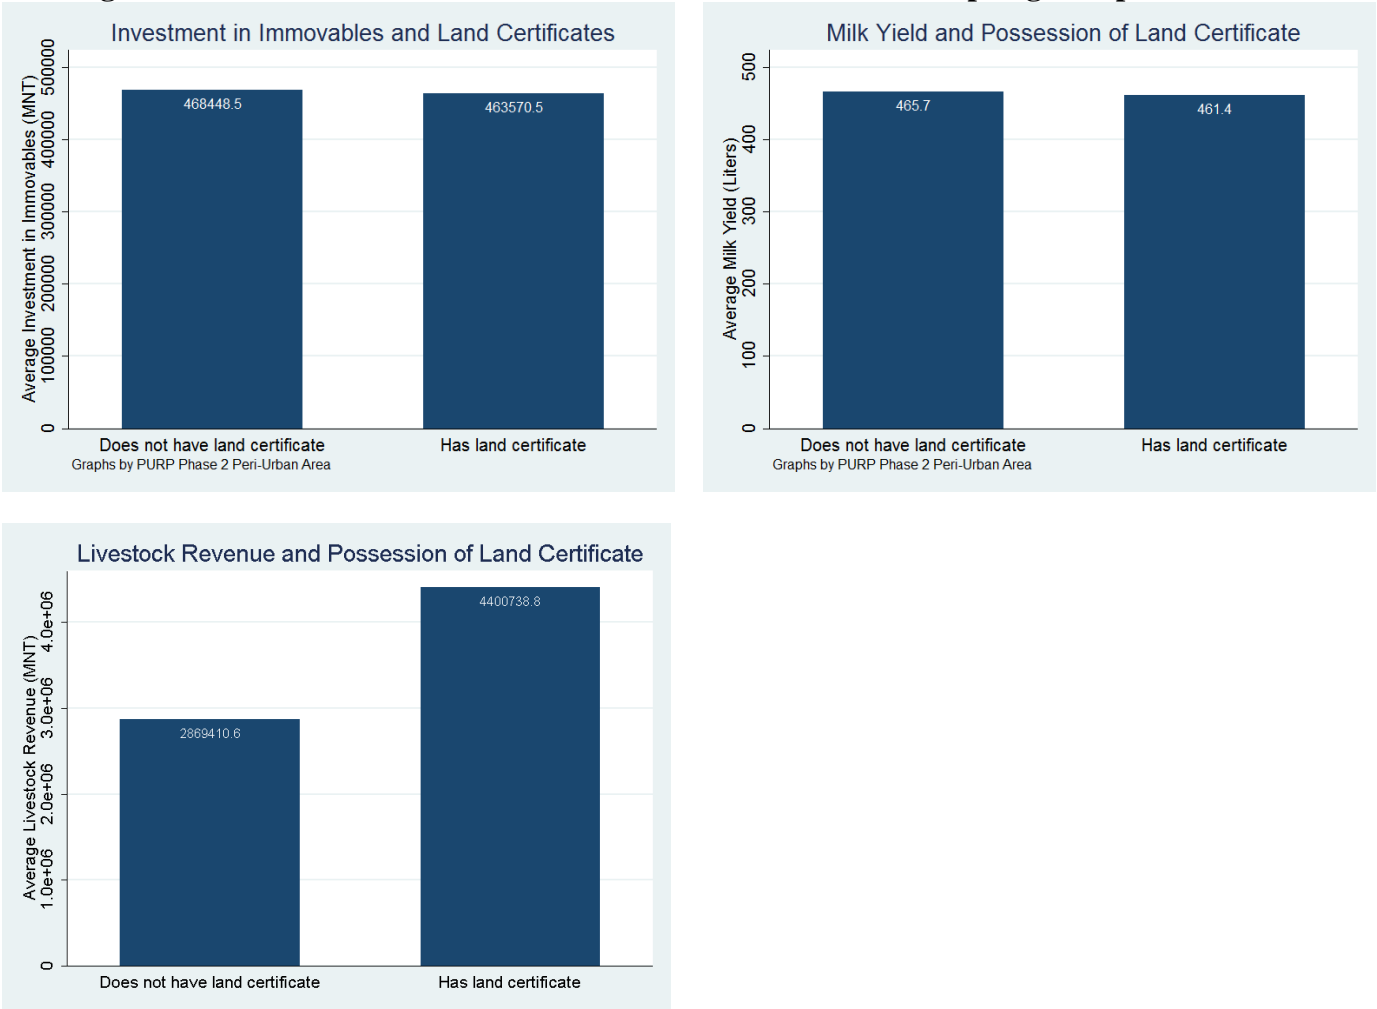 Investment in Immovables and Land Certificates
Average Investment in Immovables (MNT)
500000
400000
300000
200000
100000
0
468448.5
463570.5
Does not have land certificate
Has land certificate
Graphs by PURP Phase 2 Peri-Urban Area
Milk Yield and Possession of Land Certificate
Average Milk Yield (Liters)
500
400
300
200
100
0
465.7
461.4
Does not have land certificate
Has land certificate
Graphs by PURP Phase 2 Peri-Urban Area
Livestock Revenue and Possession of Land Certificate
Average Livestock Revenue (MNT)
4.0e+06
3.0e+06
2.0e+06
1.0e+06
0
2869410.6
4400738.8
Does not have land certificate
Has land certificate